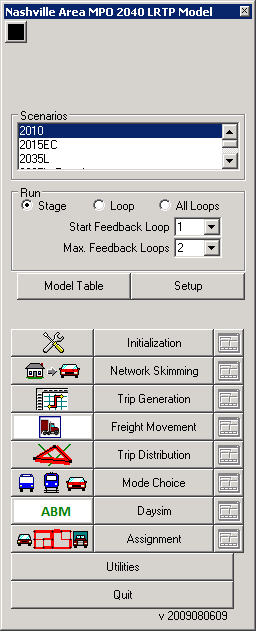 Nashville Area MPO 2040 LRTP Model
Scenarios
2010
2015EC
2035L
Run
Stage Loop All Loops
Start Feedback Loop 1
Max. Feedback Loops 2
Model Table Setup
Initialization
Network Skimming
Trip Generation
Freight Movement
Trip Distribution
Mode Choice
ABM Daysim
Assignment
Utilities
Quit
v 2009080609